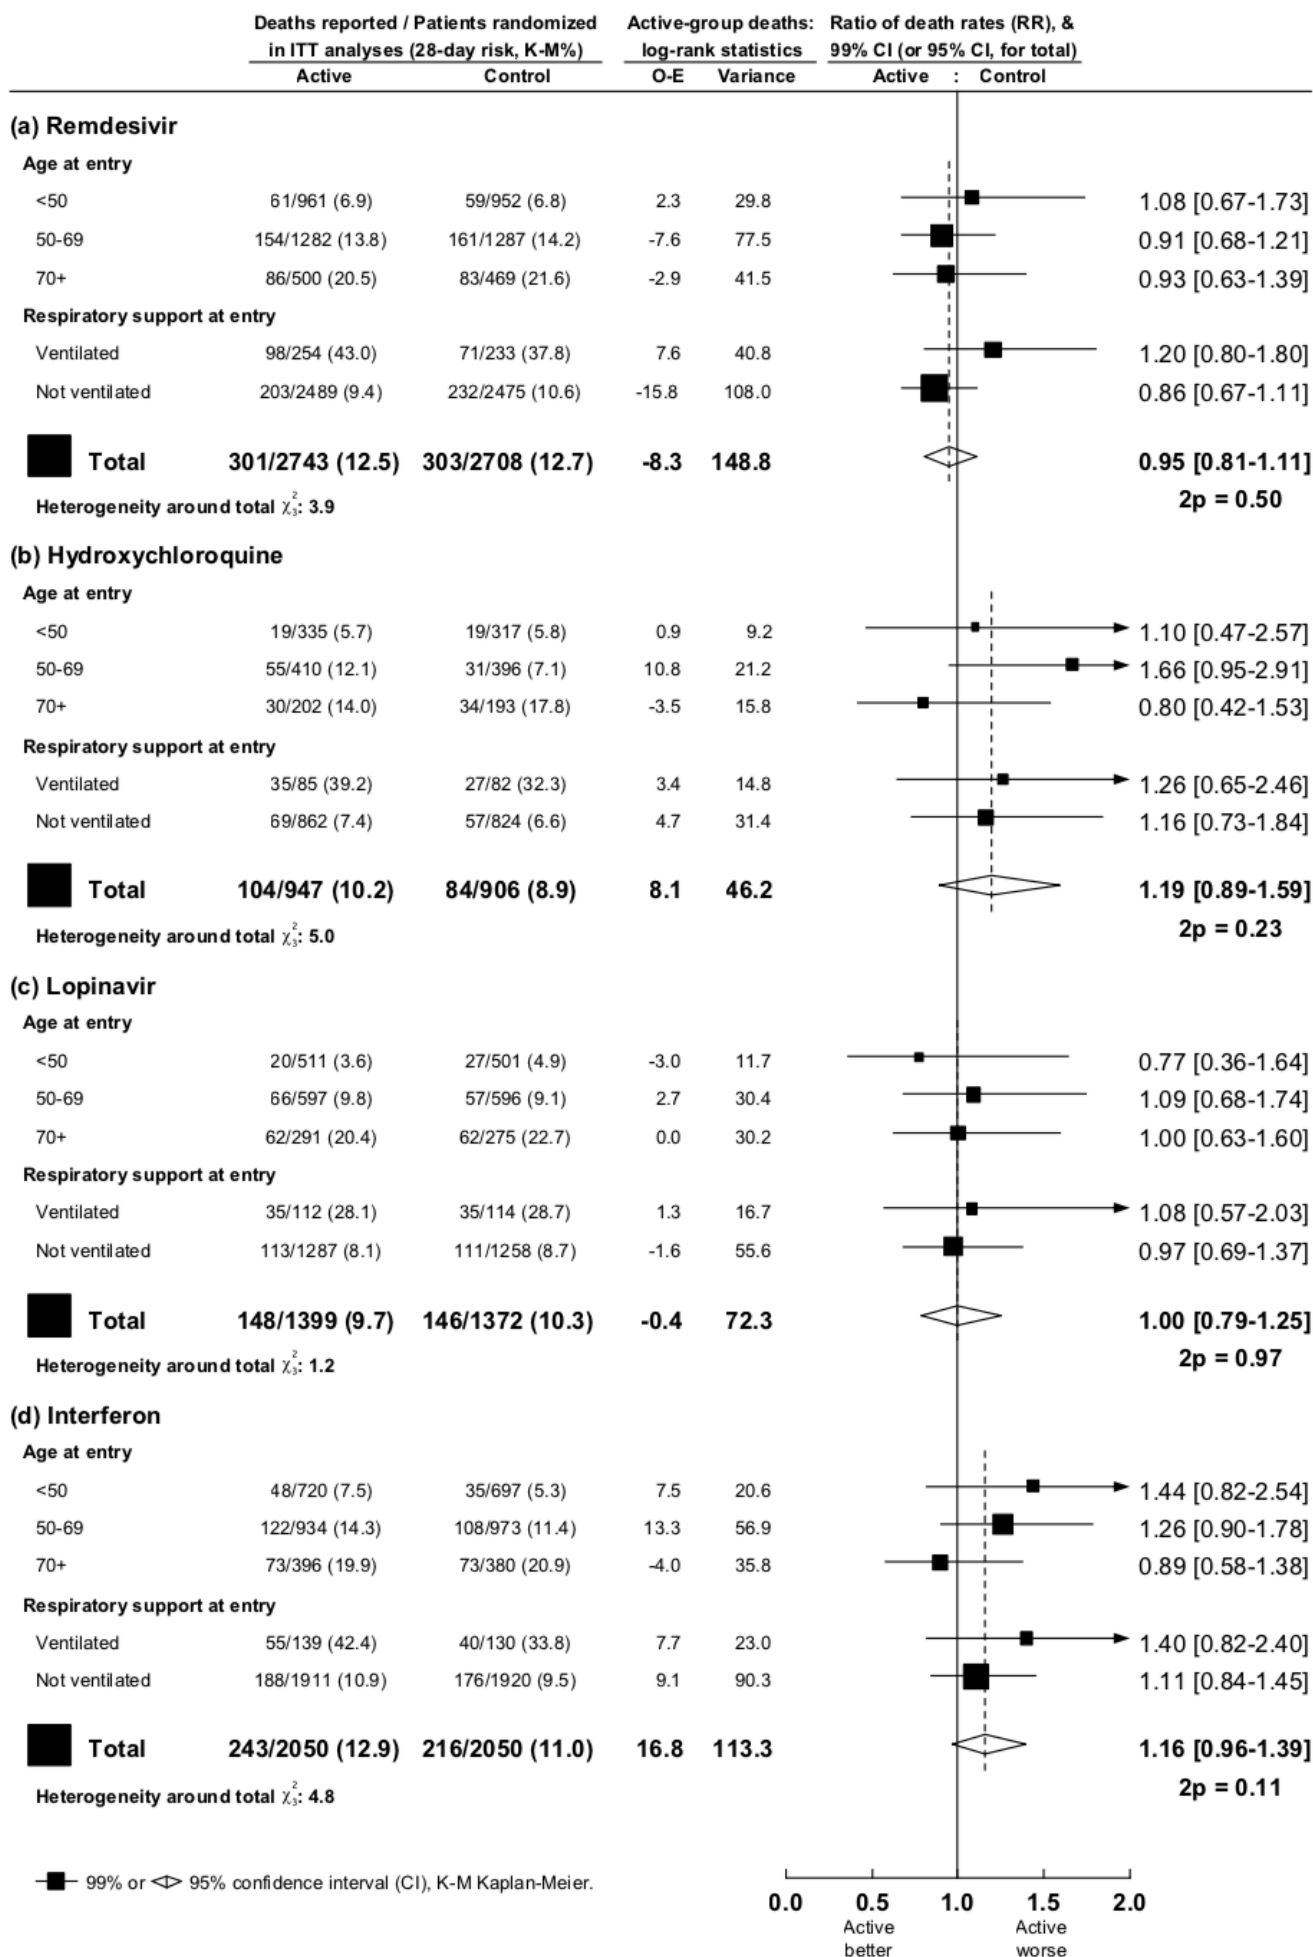 Deaths reported / Patients randomized in ITT analyses (28-day risk, K-M%)
Active-group deaths: log-rank statistics
Ratio of death rates (RR), & 99% CI (or 95% CI, for total)
Active Control O-E Variance Active : Control
(a) Remdesivir
Age at entry
<50 61/961 (6.9) 59/952 (6.8) 2.3 29.8 1.08 [0.67-1.73]
50-69 154/1282 (13.8) 161/1287 (14.2) -7.6 77.5 0.91 [0.68-1.21]
70+ 86/500 (20.5) 83/469 (21.6) -2.9 41.5 0.93 [0.63-1.39]
Respiratory support at entry
Ventilated 98/254 (43.0) 71/233 (37.8) 7.6 40.8 1.20 [0.80-1.80]
Not ventilated 203/2489 (9.4) 232/2475 (10.6) -15.8 108.0 0.86 [0.67-1.11]
Total 301/2743 (12.5) 303/2708 (12.7) -8.3 148.8 0.95 [0.81-1.11]
Heterogeneity around total χ²₃: 3.9 2p = 0.50
(b) Hydroxychloroquine
Age at entry
<50 19/335 (5.7) 19/317 (5.8) 0.9 9.2 1.10 [0.47-2.57]
50-69 55/410 (12.1) 31/396 (7.1) 10.8 21.2 1.66 [0.95-2.91]
70+ 30/202 (14.0) 34/193 (17.8) -3.5 15.8 0.80 [0.42-1.53]
Respiratory support at entry
Ventilated 35/85 (39.2) 27/82 (32.3) 3.4 14.8 1.26 [0.65-2.46]
Not ventilated 69/862 (7.4) 57/824 (6.6) 4.7 31.4 1.16 [0.73-1.84]
Total 104/947 (10.2) 84/906 (8.9) 8.1 46.2 1.19 [0.89-1.59]
Heterogeneity around total χ²₃: 5.0 2p = 0.23
(c) Lopinavir
Age at entry
<50 20/511 (3.6) 27/501 (4.9) -3.0 11.7 0.77 [0.36-1.64]
50-69 66/597 (9.8) 57/596 (9.1) 2.7 30.4 1.09 [0.68-1.74]
70+ 62/291 (20.4) 62/275 (22.7) 0.0 30.2 1.00 [0.63-1.60]
Respiratory support at entry
Ventilated 35/112 (28.1) 35/114 (28.7) 1.3 16.7 1.08 [0.57-2.03]
Not ventilated 113/1287 (8.1) 111/1258 (8.7) -1.6 55.6 0.97 [0.69-1.37]
Total 148/1399 (9.7) 146/1372 (10.3) -0.4 72.3 1.00 [0.79-1.25]
Heterogeneity around total χ²₃: 1.2 2p = 0.97
(d) Interferon
Age at entry
<50 48/720 (7.5) 35/697 (5.3) 7.5 20.6 1.44 [0.82-2.54]
50-69 122/934 (14.3) 108/973 (11.4) 13.3 56.9 1.26 [0.90-1.78]
70+ 73/396 (19.9) 73/380 (20.9) -4.0 35.8 0.89 [0.58-1.38]
Respiratory support at entry
Ventilated 55/139 (42.4) 40/130 (33.8) 7.7 23.0 1.40 [0.82-2.40]
Not ventilated 188/1911 (10.9) 176/1920 (9.5) 9.1 90.3 1.11 [0.84-1.45]
Total 243/2050 (12.9) 216/2050 (11.0) 16.8 113.3 1.16 [0.96-1.39]
Heterogeneity around total χ²₃: 4.8 2p = 0.11
99% or 95% confidence interval (CI), K-M Kaplan-Meier.
0.0 0.5 1.0 1.5 2.0
Active better
Active worse